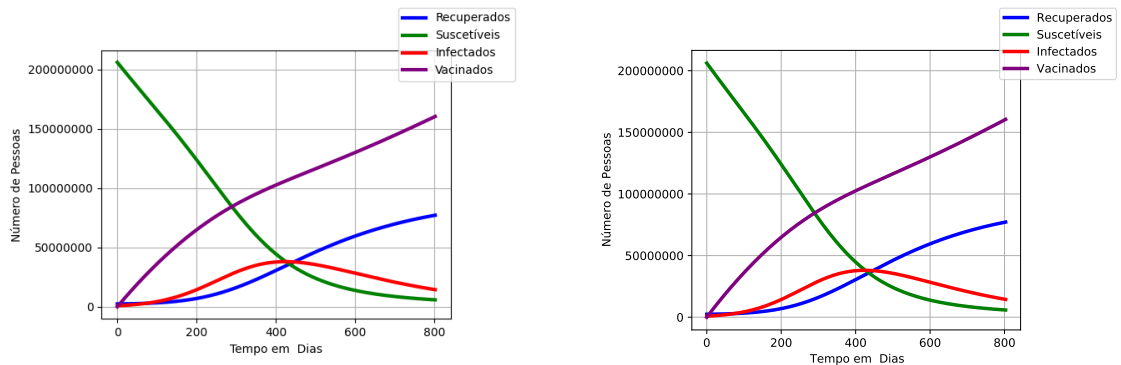 Recuperados
Suscetíveis
Infectados
Vacinados
200000000
150000000
100000000
50000000
0
Número de Pessoas
0 200 400 600 800
Tempo em  Dias
Recuperados
Suscetíveis
Infectados
Vacinados
200000000
150000000
100000000
50000000
0
Número de Pessoas
0 200 400 600 800
Tempo em  Dias